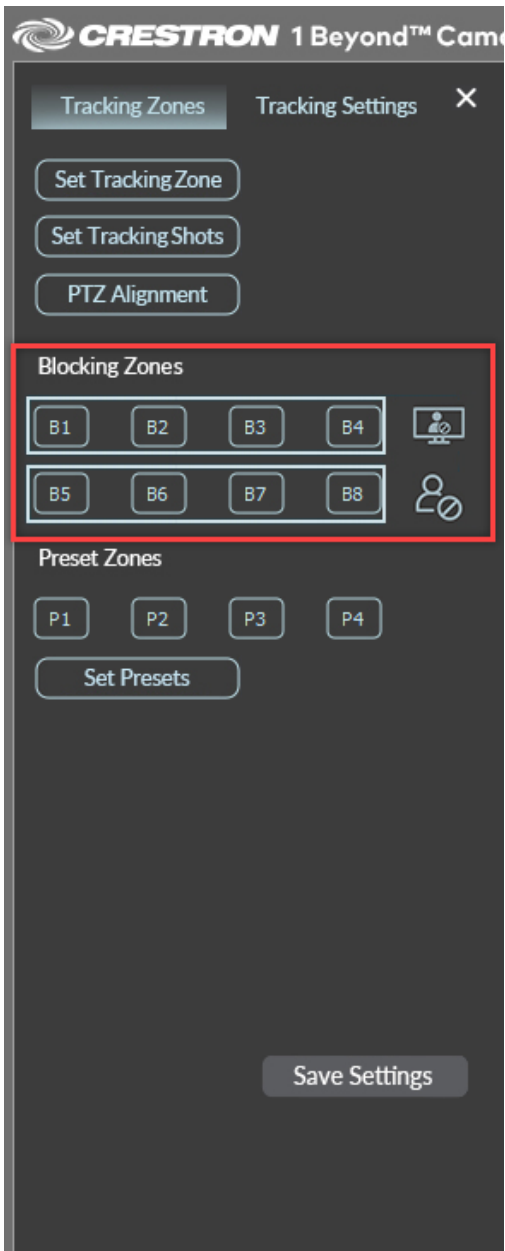 CRESTRON 1 Beyond™ Came
Tracking Zones Tracking Settings ×
Set Tracking Zone
Set Tracking Shots
PTZ Alignment
Blocking Zones
B1 B2 B3 B4
B5 B6 B7 B8
Preset Zones
P1 P2 P3 P4
Set Presets
Save Settings